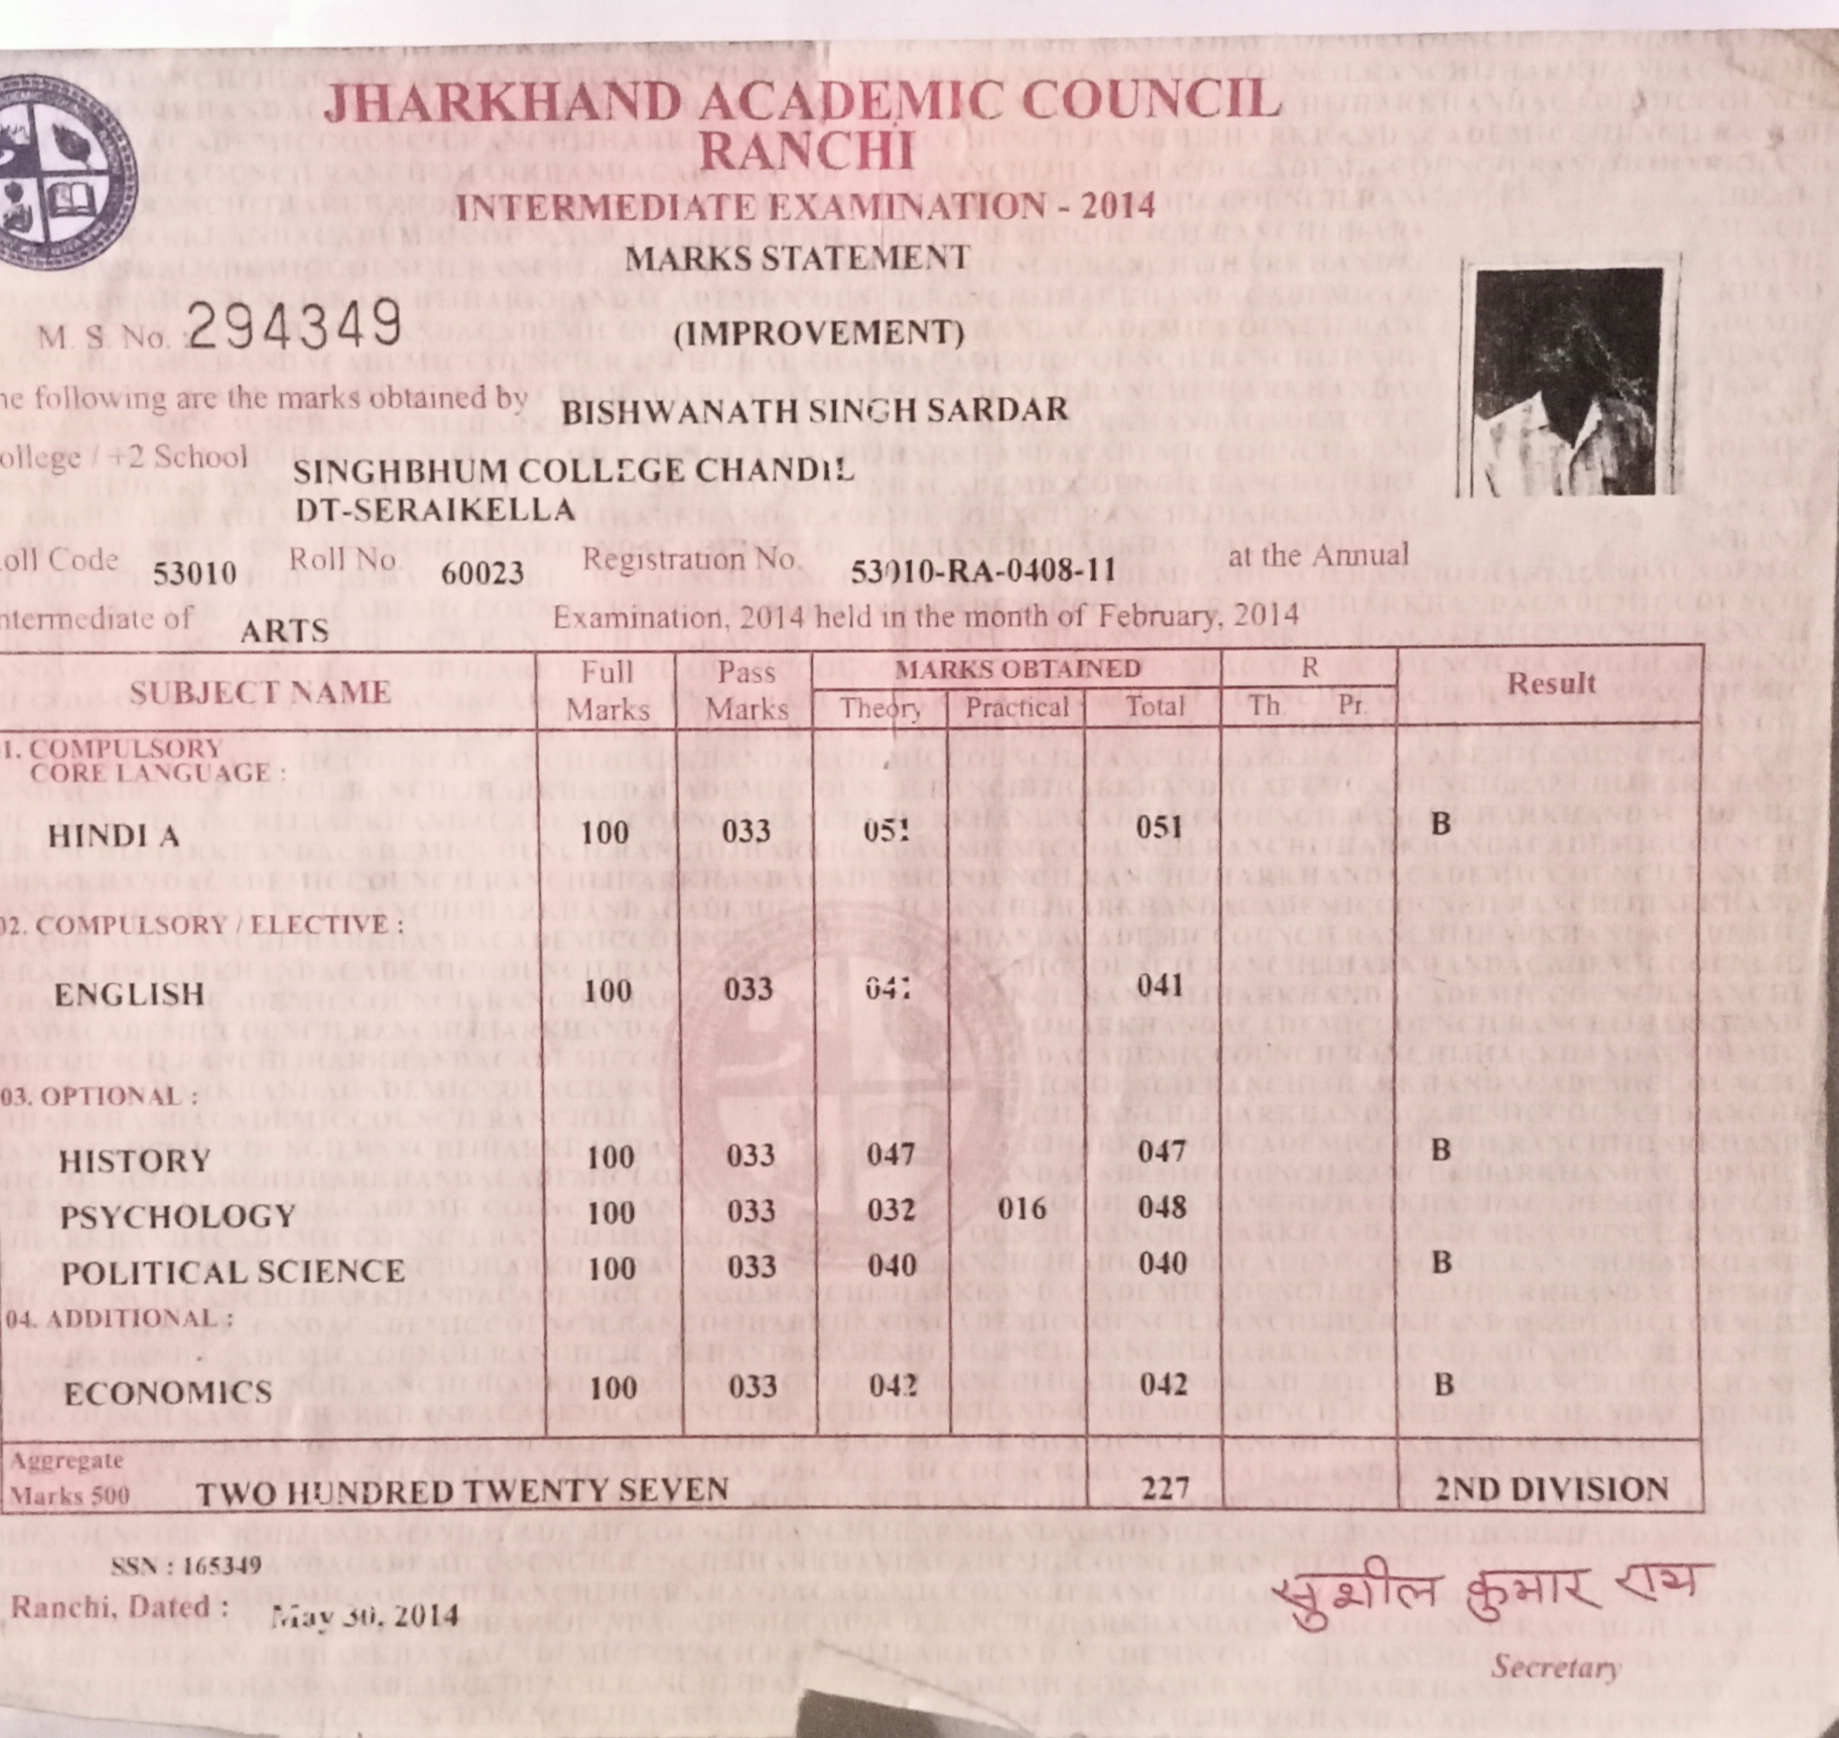 JHARKHAND ACADEMIC COUNCIL
RANCHI
INTERMEDIATE EXAMINATION - 2014
MARKS STATEMENT
M. S. No. : 294349 (IMPROVEMENT)
he following are the marks obtained by BISHWANATH SINGH SARDAR
ollege / +2 School SINGHBHUM COLLEGE CHANDIL
DT-SERAIKELLA
oll Code 53010 Roll No. 60023 Registration No. 53010-RA-0408-11 at the Annual
ntermediate of ARTS Examination, 2014 held in the month of February, 2014
SUBJECT NAME Full Marks Pass Marks MARKS OBTAINED R Result
Theory Practical Total Th. Pr.
1. COMPULSORY
CORE LANGUAGE :
HINDI A 100 033 051 051 B
02. COMPULSORY / ELECTIVE :
ENGLISH 100 033 041 041
03. OPTIONAL :
HISTORY 100 033 047 047 B
PSYCHOLOGY 100 033 032 016 048
POLITICAL SCIENCE 100 033 040 040 B
04. ADDITIONAL :
ECONOMICS 100 033 042 042 B
Aggregate
Marks 500 TWO HUNDRED TWENTY SEVEN 227 2ND DIVISION
SSN : 165349
Ranchi, Dated : May 30, 2014
सुशील कुमार राय
Secretary